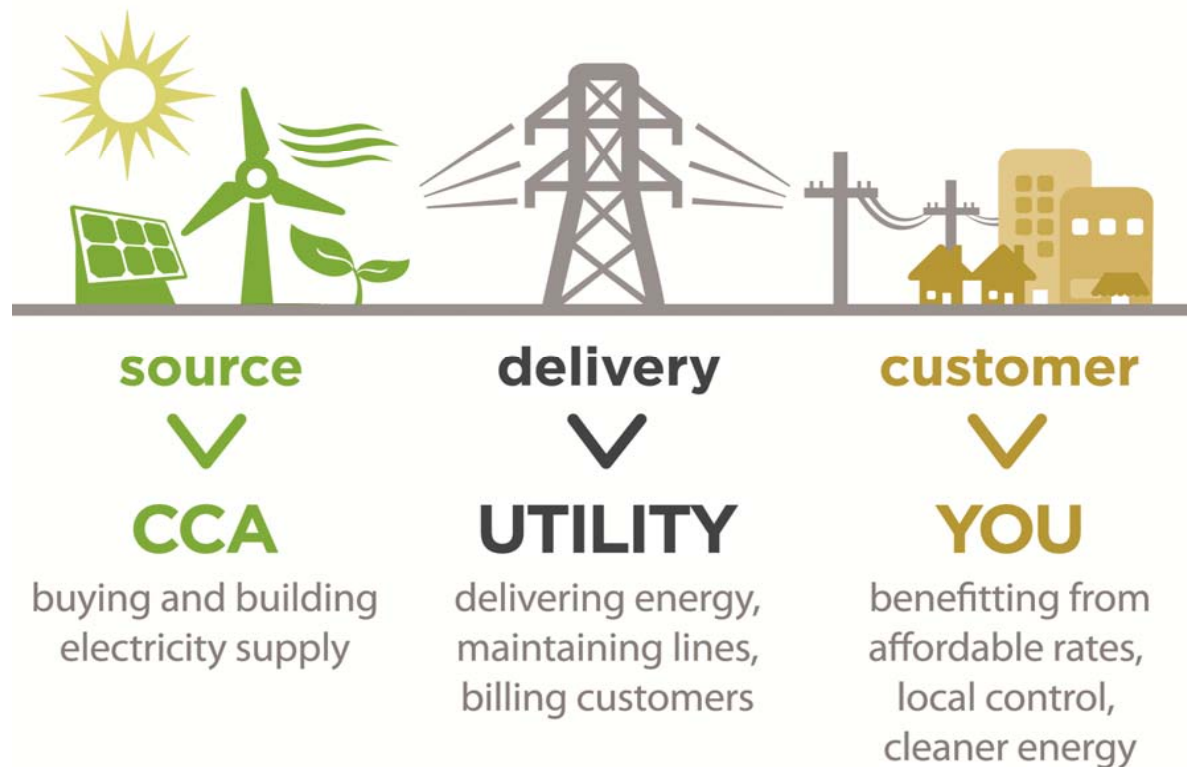 source
delivery
customer
CCA
UTILITY
YOU
buying and building
electricity supply
delivering energy,
maintaining lines,
billing customers
benefitting from
affordable rates,
local control,
cleaner energy